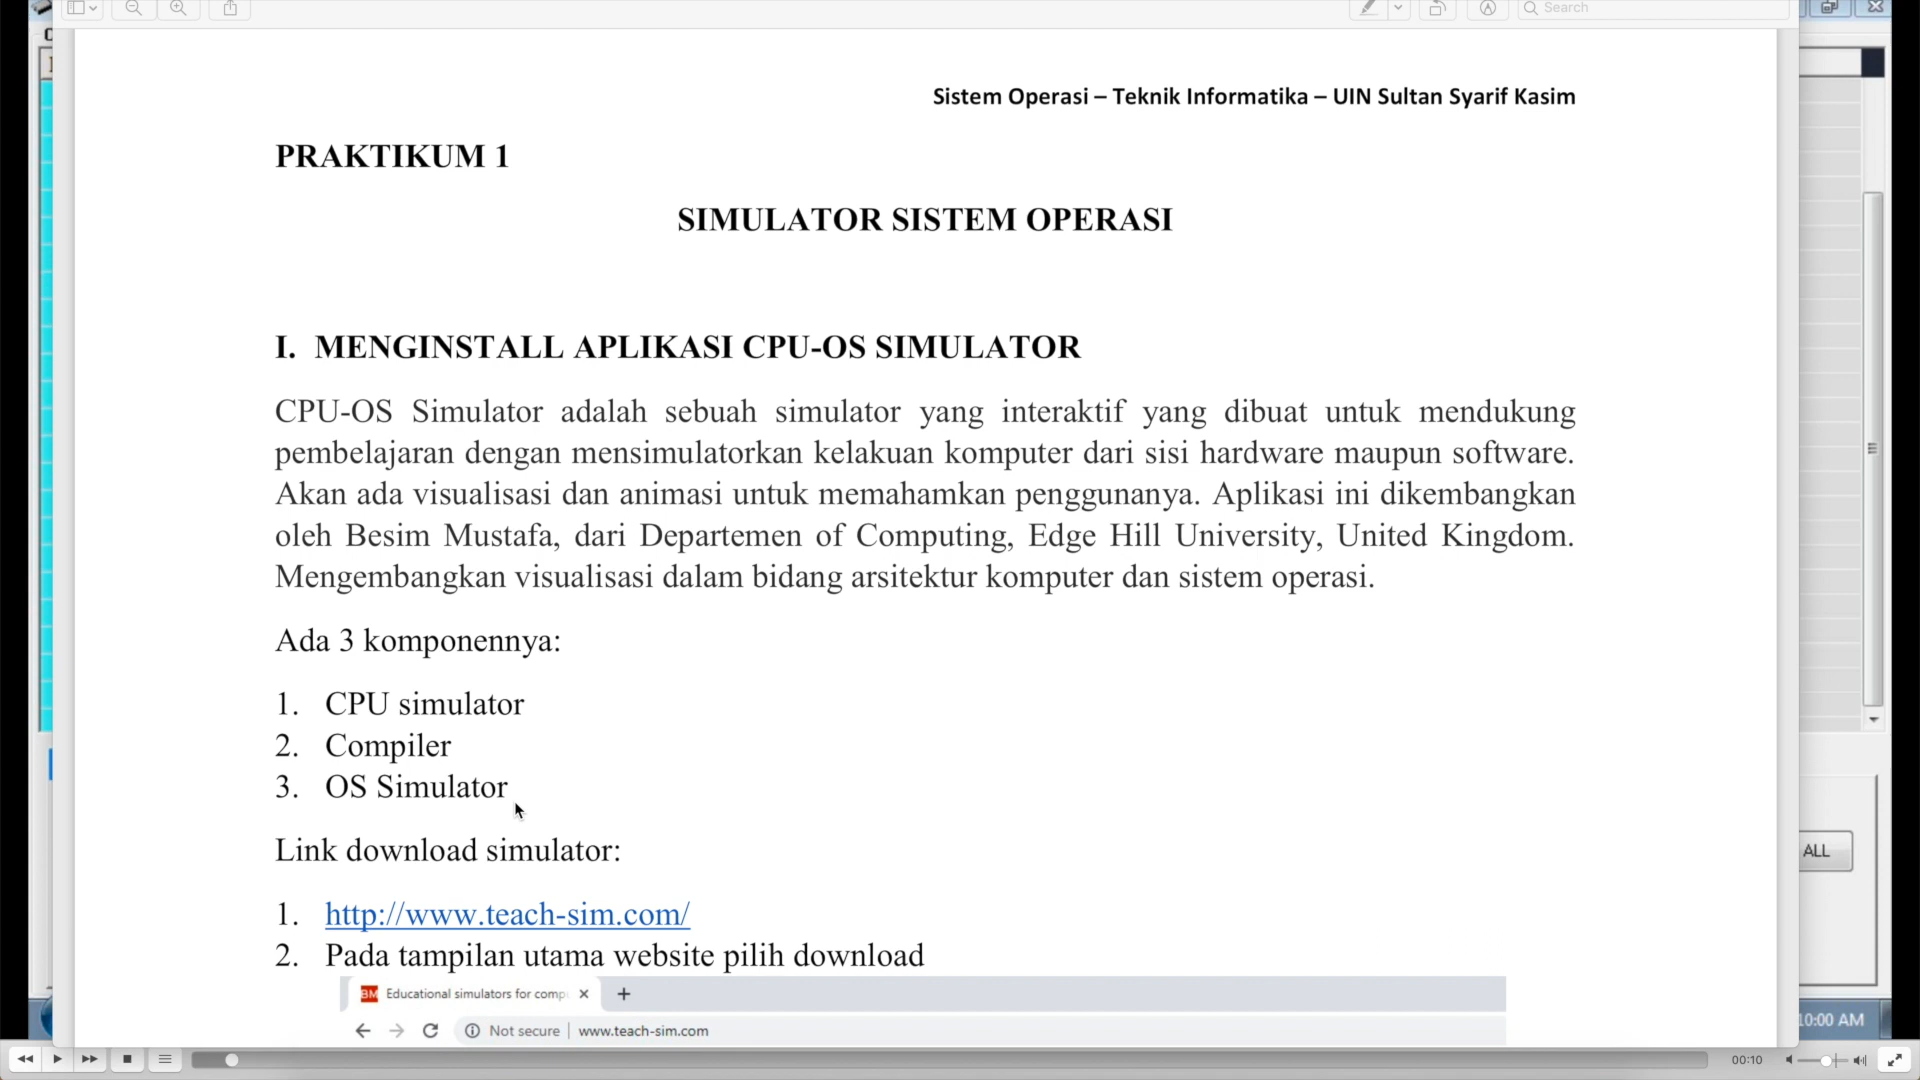 Search
Sistem Operasi – Teknik Informatika – UIN Sultan Syarif Kasim
PRAKTIKUM 1
SIMULATOR SISTEM OPERASI
I. MENGINSTALL APLIKASI CPU-OS SIMULATOR
CPU-OS Simulator adalah sebuah simulator yang interaktif yang dibuat untuk mendukung
pembelajaran dengan mensimulatorkan kelakuan komputer dari sisi hardware maupun software.
Akan ada visualisasi dan animasi untuk memahamkan penggunanya. Aplikasi ini dikembangkan
oleh Besim Mustafa, dari Departemen of Computing, Edge Hill University, United Kingdom.
Mengembangkan visualisasi dalam bidang arsitektur komputer dan sistem operasi.
Ada 3 komponennya:
1. CPU simulator
2. Compiler
3. OS Simulator
ALL
Link download simulator:
1. http://www.teach-sim.com/
2. Pada tampilan utama website pilih download
BM Educational simulators for comp
Not secure | www.teach-sim.com
10:00 AM
00:10